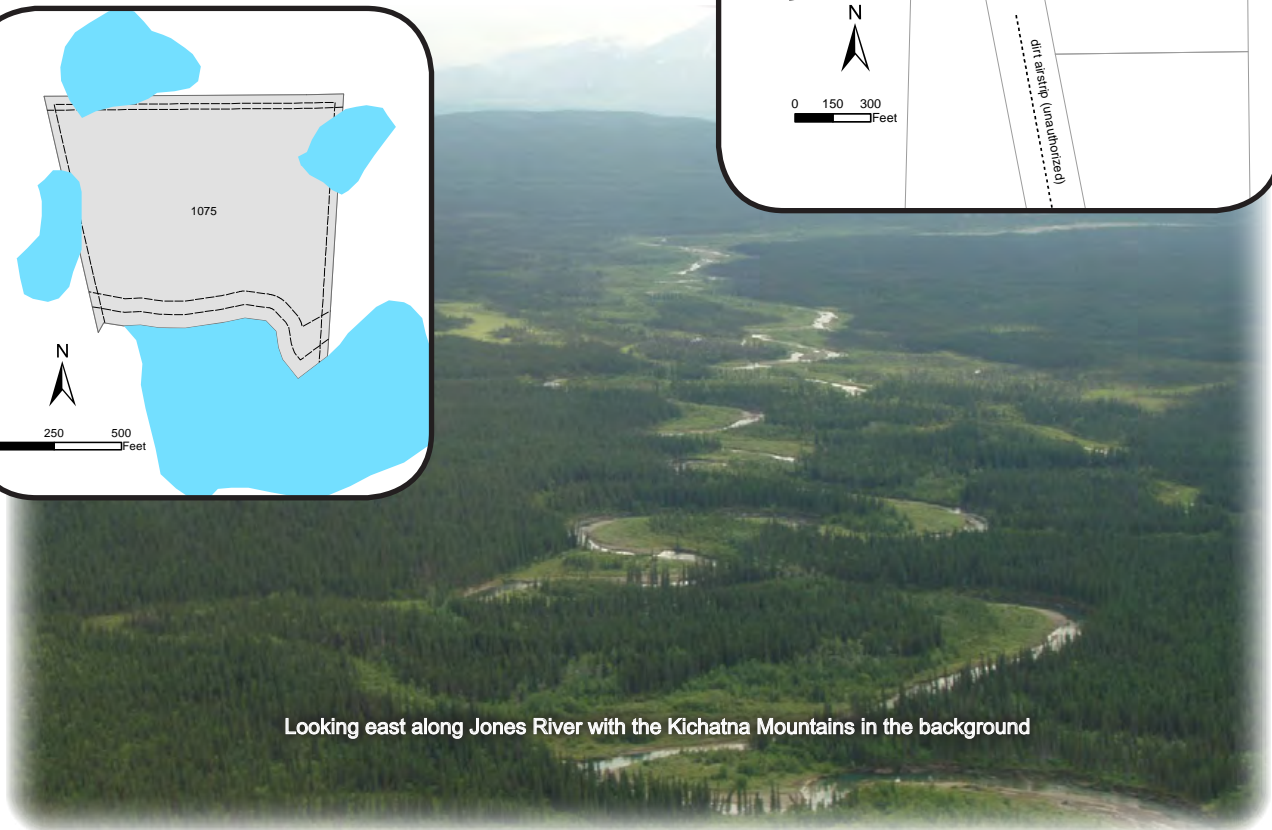 N
0 150 300
Feet
dirt airstrip (unauthorized)
1075
N
250 500
Feet
Looking east along Jones River with the Kichatna Mountains in the background